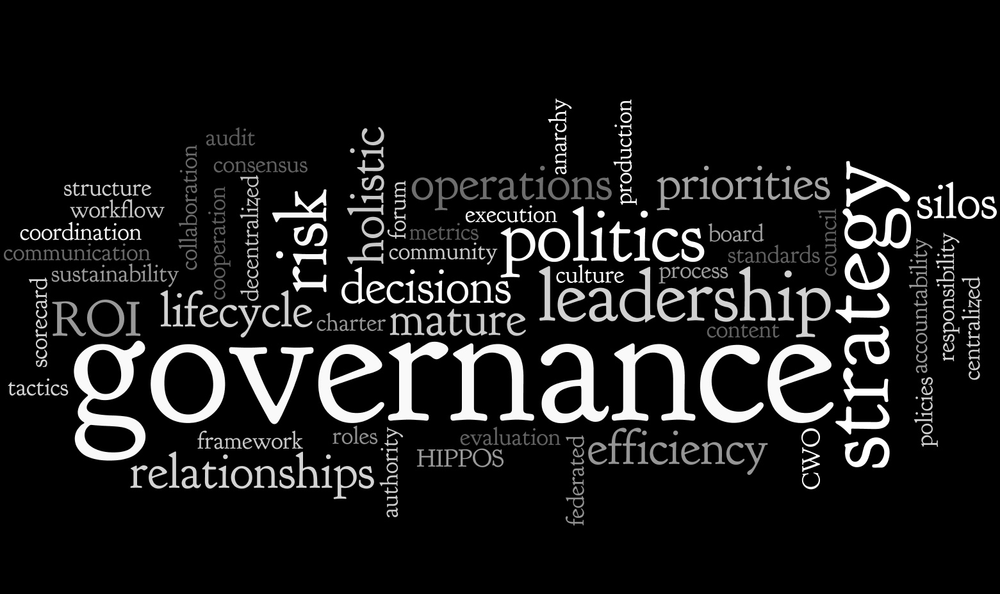 anarchy
production
audit
holistic
collaboration
consensus
strategy
operations
priorities
decentralized
structure
forum
silos
cooperation
risk
workflow
execution
politics
council
coordination
metrics
board
communication
community
standards
accountability
responsibility
sustainability
culture
process
decisions
leadership
scorecard
centralized
ROI
lifecycle
charter
mature
content
governance
tactics
policies
framework
roles
authority
evaluation
HIPPOS
federated
efficiency
CWO
relationships